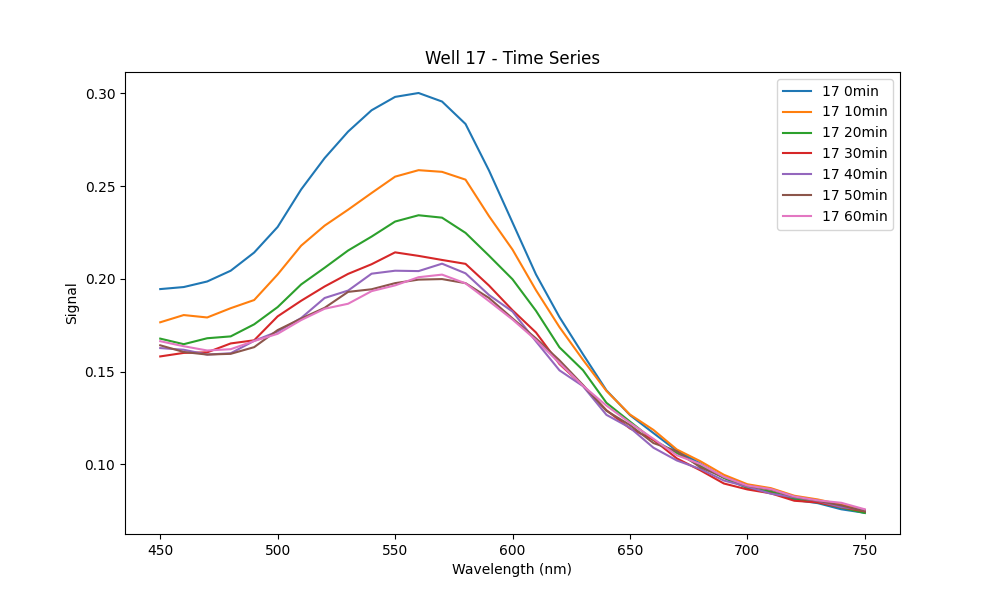 Well 17 - Time Series
Signal
0.30
0.25
0.20
0.15
0.10
17 0min
17 10min
17 20min
17 30min
17 40min
17 50min
17 60min
450
500
550
600
650
700
750
Wavelength (nm)